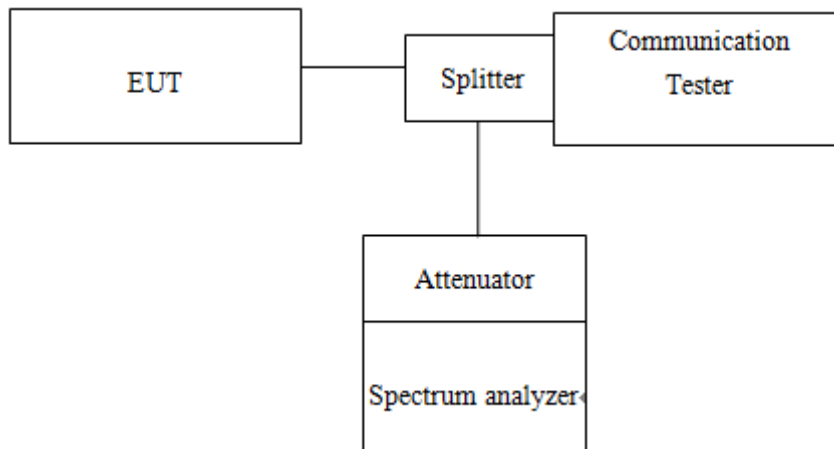 EUT
Splitter
Communication
Tester
Attenuator
Spectrum analyzer